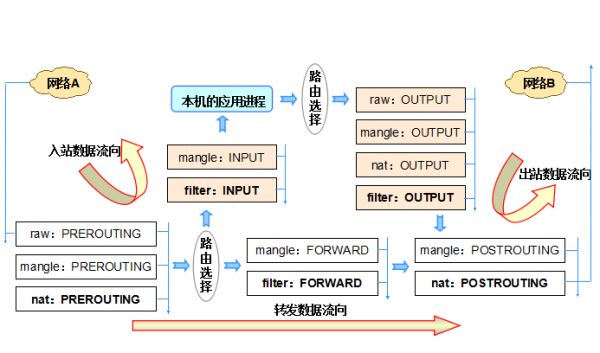 网络A
网络B
本机的应用进程
路由选择
raw：OUTPUT
mangle：OUTPUT
nat：OUTPUT
filter：OUTPUT
入站数据流向
mangle：INPUT
filter：INPUT
出站数据流向
raw：PREROUTING
mangle：PREROUTING
nat：PREROUTING
路由选择
mangle：FORWARD
filter：FORWARD
mangle：POSTROUTING
nat：POSTROUTING
转发数据流向